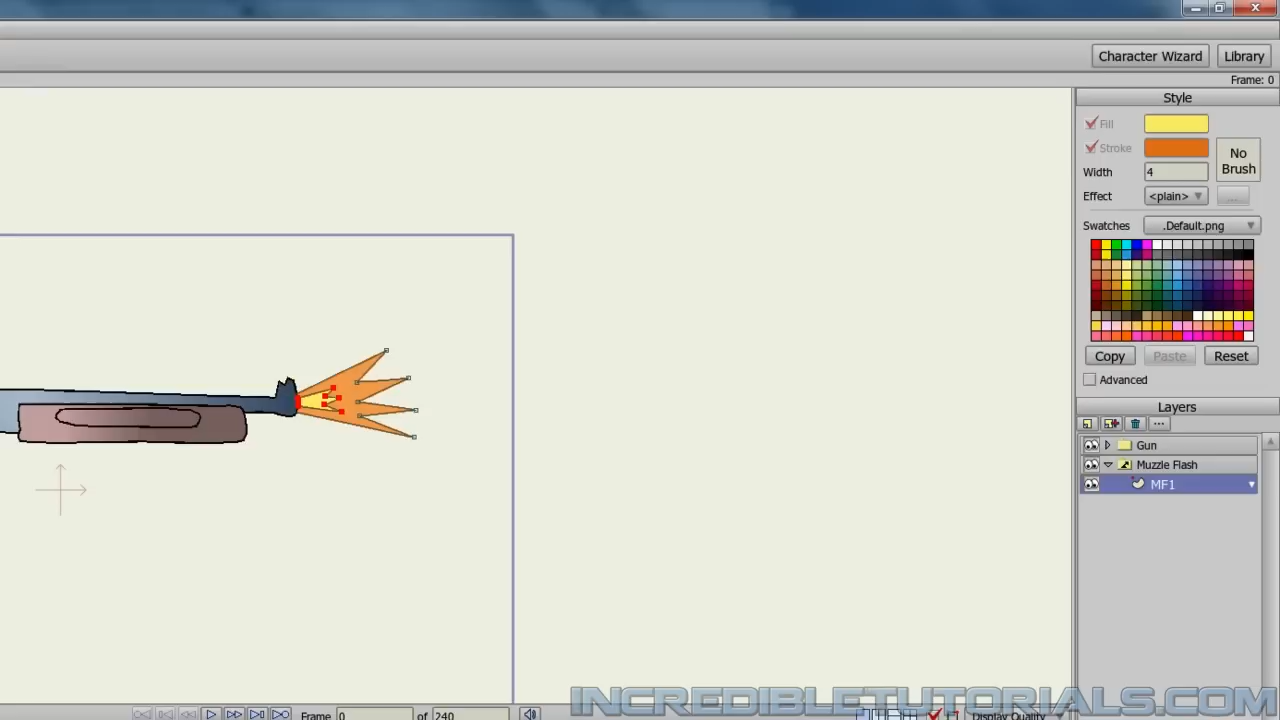 Character Wizard
Library
Frame: 0
Style
Fill
Stroke
No
Brush
Width
4
Effect
<plain>
...
Swatches
.Default.png
Copy
Paste
Reset
Advanced
Layers
Gun
Muzzle Flash
MF1
Frame
0
of
240
Display Quality
INCREDIBLETUTORIALS.COM